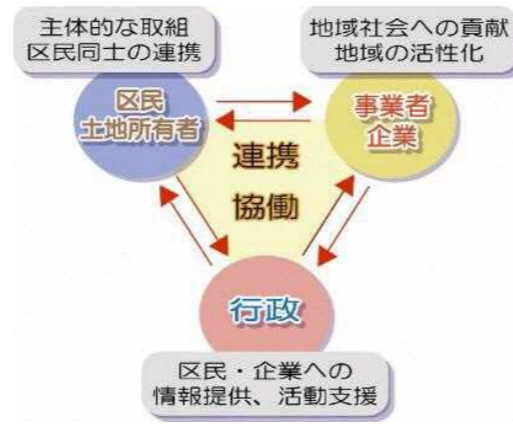 主体的な取組
区民同士の連携
地域社会への貢献
地域の活性化
区民
土地所有者
事業者
企業
連携
協働
行政
区民・企業への
情報提供、活動支援